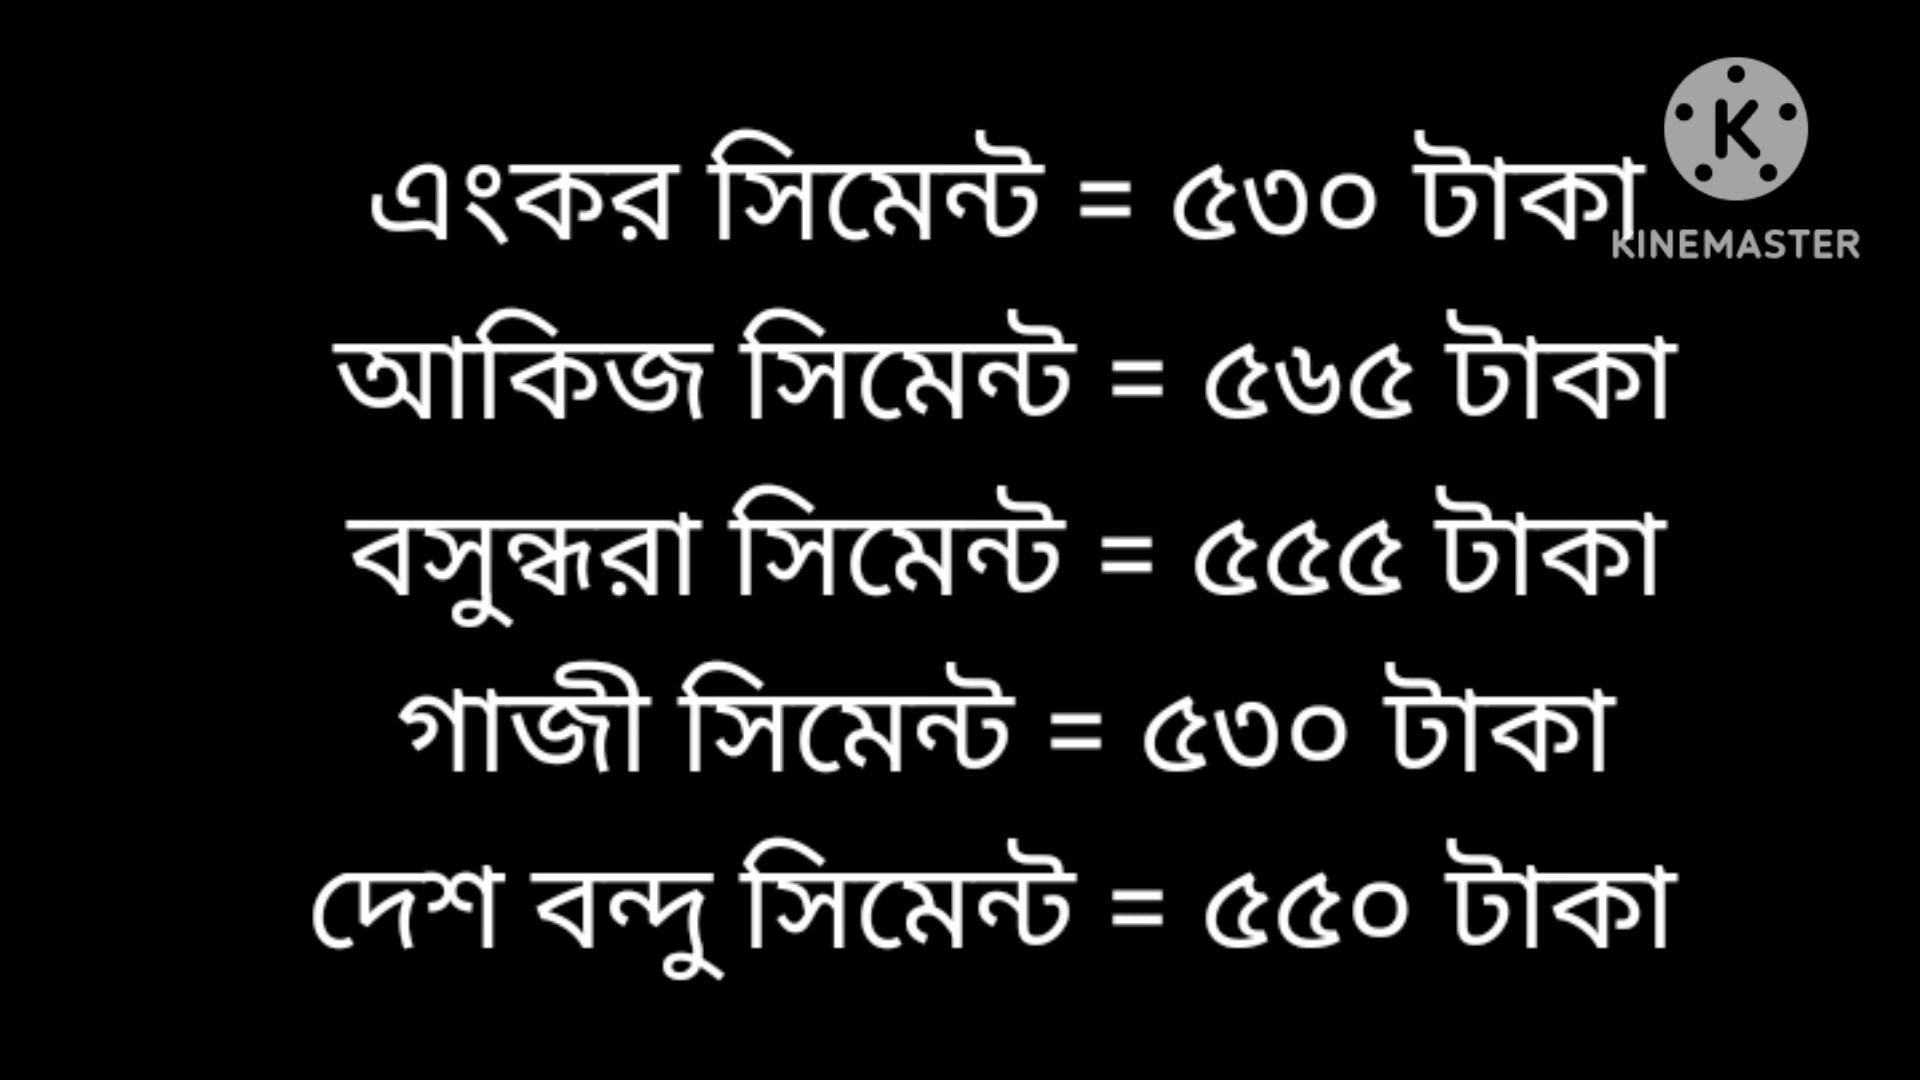 এংকর সিমেন্ট = ৫৩০ টাকা
KINEMASTER
আকিজ সিমেন্ট = ৫৬৫ টাকা
বসুন্ধরা সিমেন্ট = ৫৫৫ টাকা
গাজী সিমেন্ট = ৫৩০ টাকা
দেশ বন্দু সিমেন্ট = ৫৫০ টাকা